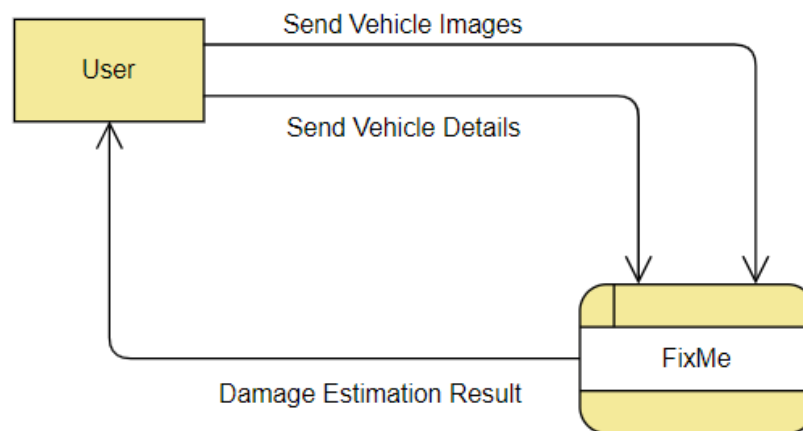 Send Vehicle Images
User
Send Vehicle Details
FixMe
Damage Estimation Result